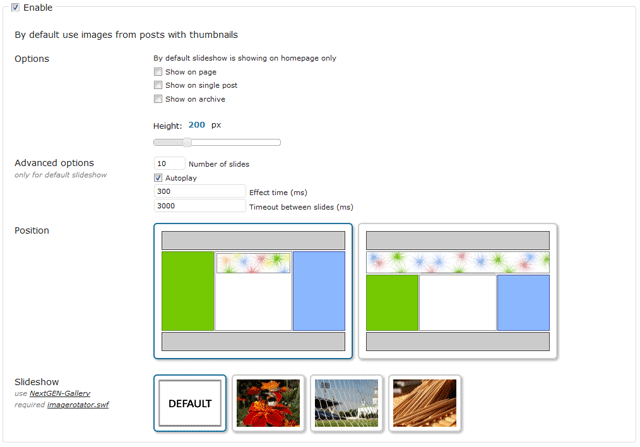 Enable
By default use images from posts with thumbnails
Options
By default slideshow is showing on homepage only
Show on page
Show on single post
Show on archive
Height: 200 px
Advanced options
only for default slideshow
10 Number of slides
Autoplay
300 Effect time (ms)
3000 Timeout between slides (ms)
Position
Slideshow
use NextGEN-Gallery
required imagerotator.swf
DEFAULT